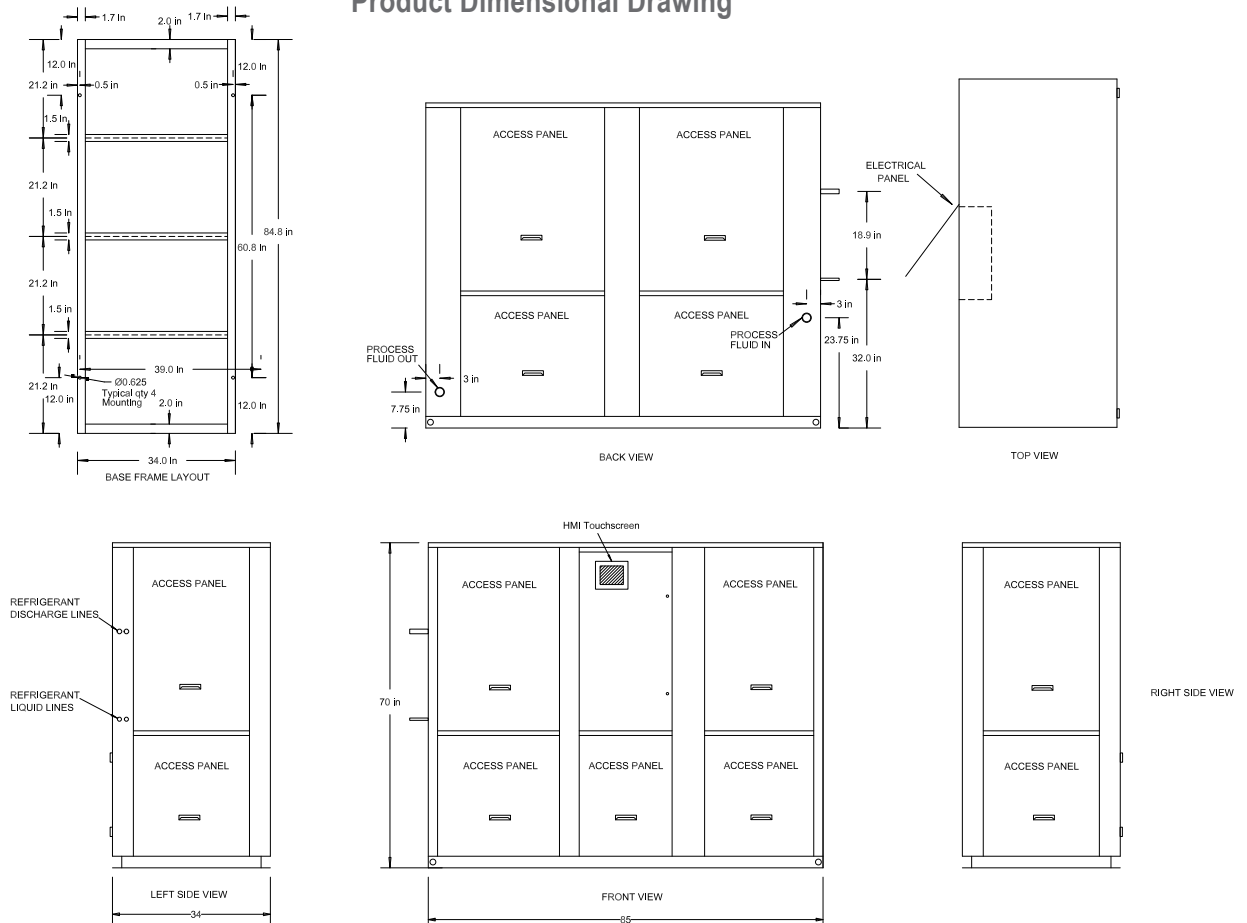 Product Dimensional Drawing
1.7 In
2.0 in
1.7 In
12.0 In
12.0 In
21.2 In
0.5 in
0.5 in
1.5 In
21.2 In
1.5 In
84.8 in
60.8 In
21.2 In
1.5 in
39.0 In
Ø0.625
Typical qty 4
Mounting
21.2 In
12.0 in
2.0 in
12.0 In
34.0 In
BASE FRAME LAYOUT
ACCESS PANEL
ACCESS PANEL
ACCESS PANEL
ACCESS PANEL
PROCESS
FLUID OUT
3 in
7.75 in
PROCESS
FLUID IN
3 in
23.75 in
18.9 in
32.0 in
BACK VIEW
ELECTRICAL
PANEL
TOP VIEW
ACCESS PANEL
REFRIGERANT
DISCHARGE LINES
REFRIGERANT
LIQUID LINES
ACCESS PANEL
LEFT SIDE VIEW
34
HMI Touchscreen
ACCESS PANEL
ACCESS PANEL
70 in
ACCESS PANEL
ACCESS PANEL
ACCESS PANEL
FRONT VIEW
85
ACCESS PANEL
ACCESS PANEL
RIGHT SIDE VIEW